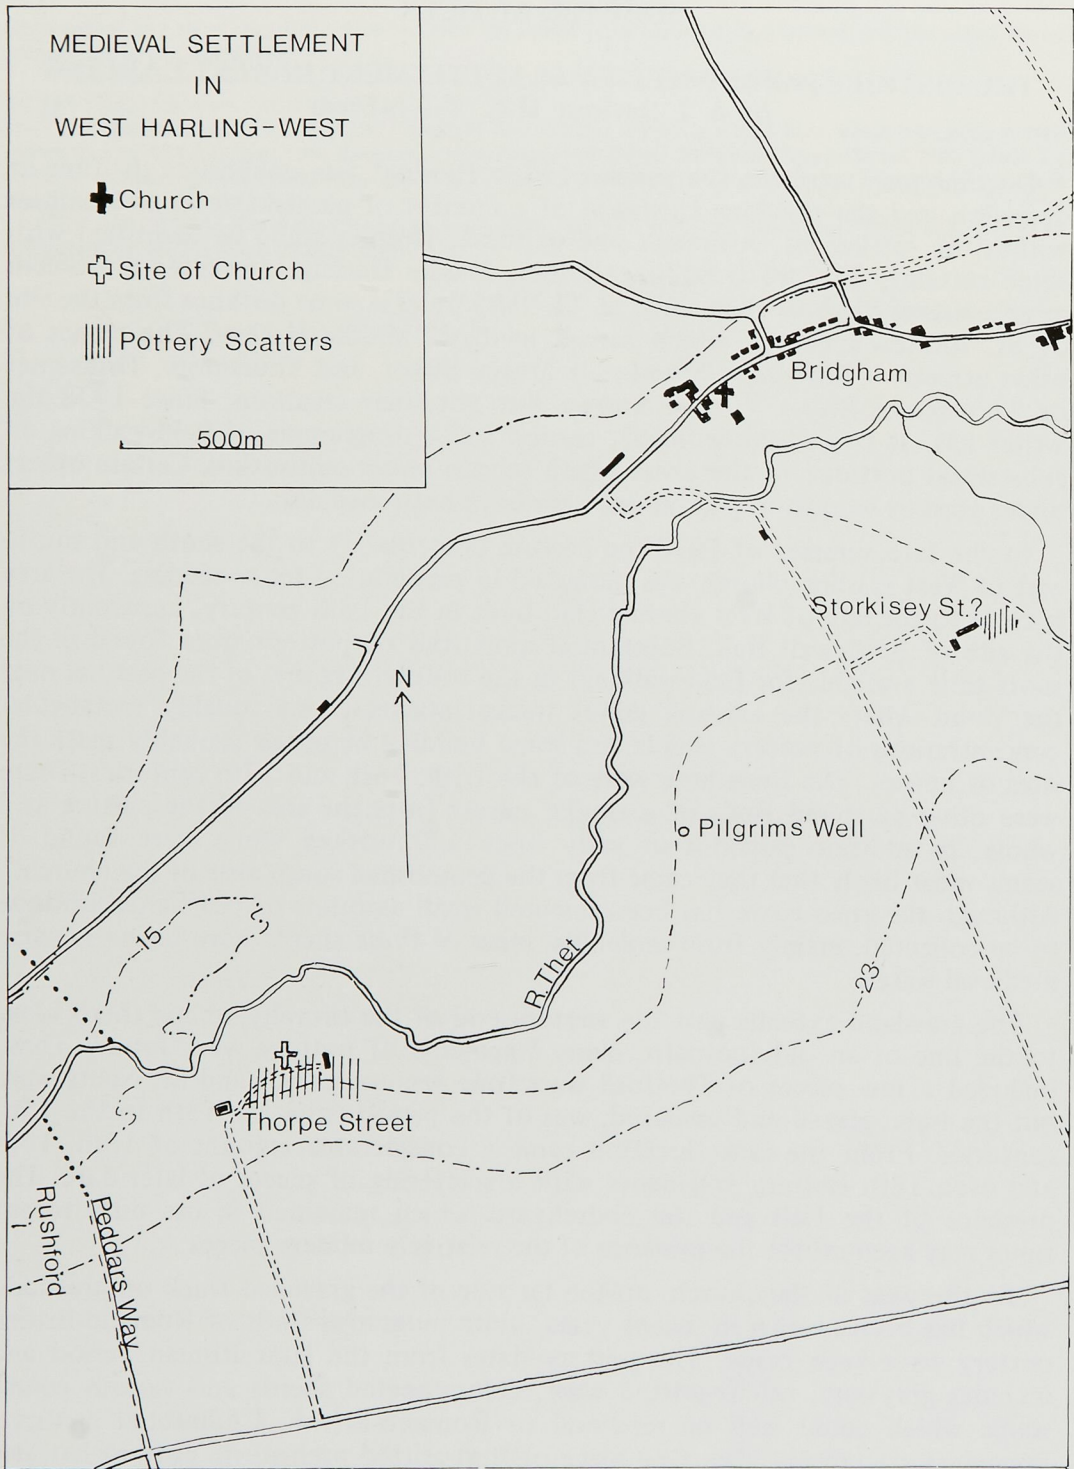 MEDIEVAL SETTLEMENT
IN
WEST HARLING-WEST
Church
Site of Church
Pottery Scatters
500m
Bridgham
Storkisey St.?
N
Pilgrims' Well
15
R. Thet
23
Thorpe Street
Rushford
Peddars Way